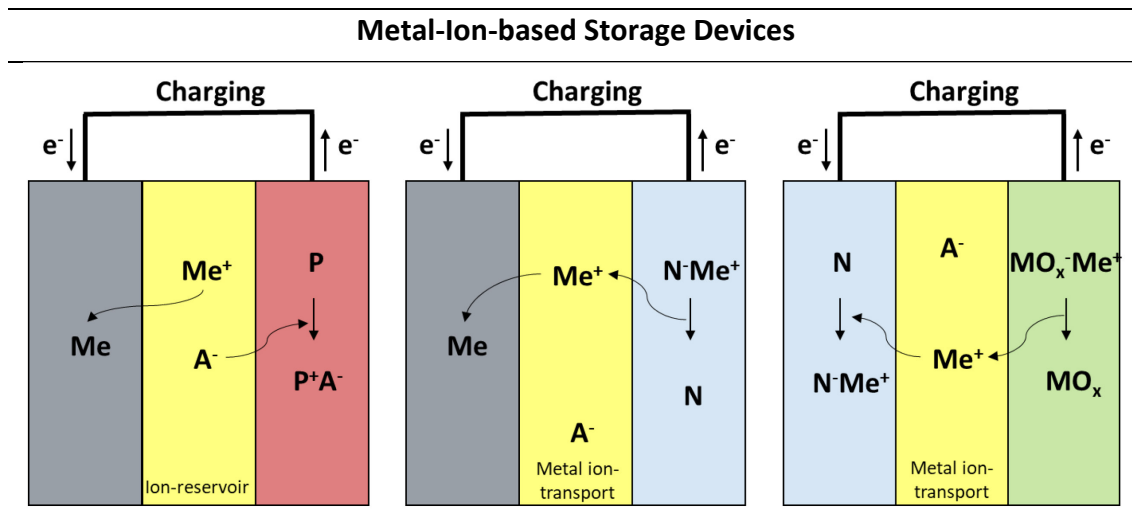 Metal-Ion-based Storage Devices
Charging
e⁻ e⁻
Me⁺ P
Me
A⁻
P⁺A⁻
Ion-reservoir
Charging
e⁻ e⁻
Me⁺ N⁻Me⁺
Me
N
A⁻
Metal ion-
transport
Charging
e⁻ e⁻
A⁻
N MOₓ⁻Me⁺
Me⁺
N⁻Me⁺ MOₓ
Metal ion-
transport